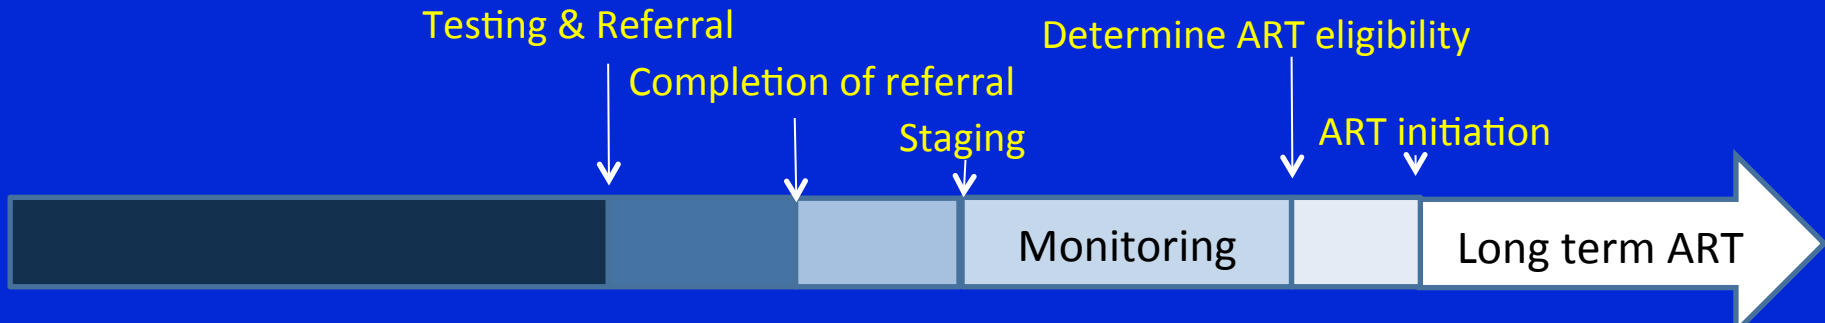 Testing & Referral
Determine ART eligibility
Completion of referral
Staging
ART initiation
Monitoring
Long term ART